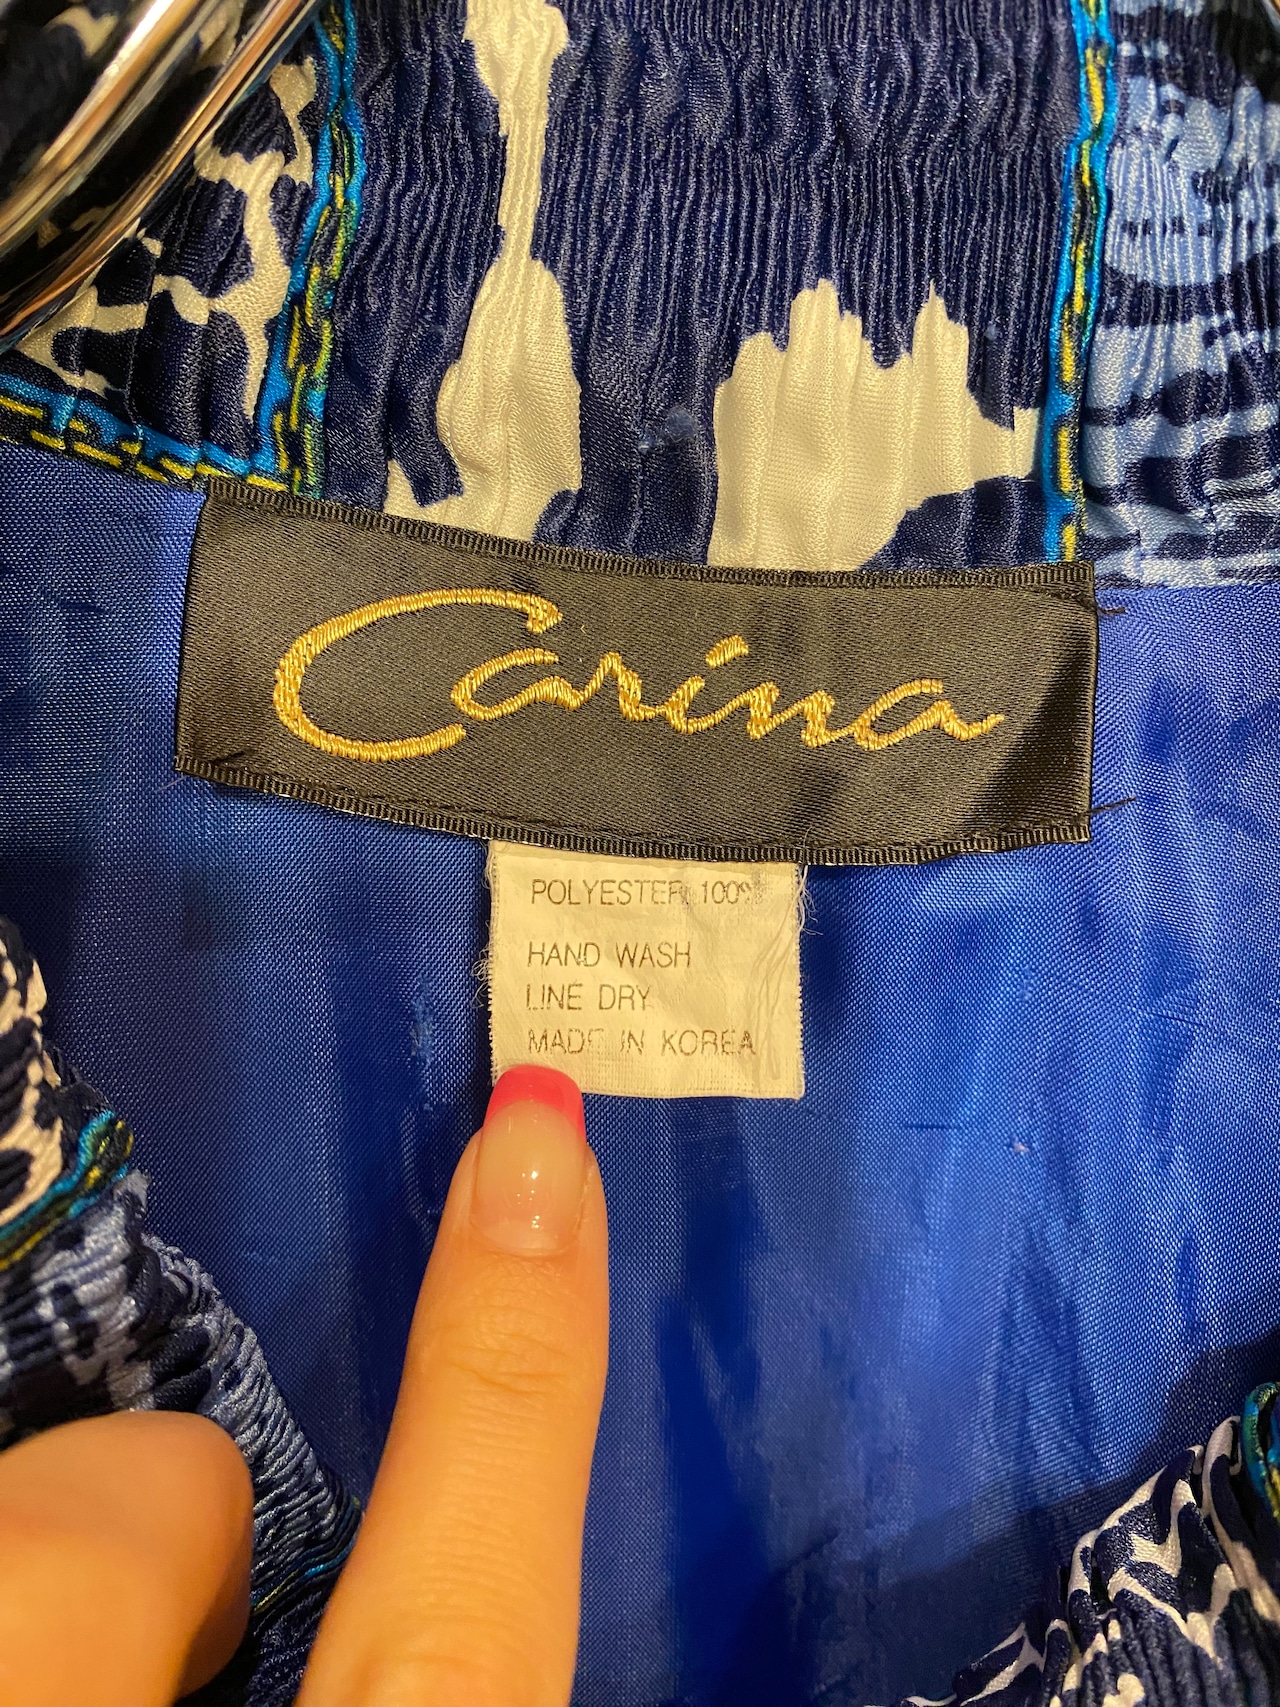 Carina
POLYESTER 100%
HAND WASH
LINE DRY
MADE IN KOREA